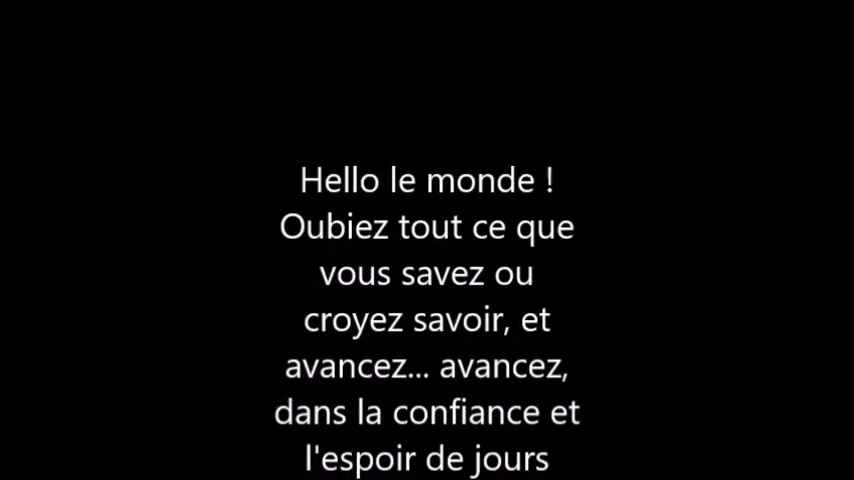 Hello le monde !
Oubiez tout ce que
vous savez ou
croyez savoir, et
avancez... avancez,
dans la confiance et
l'espoir de jours